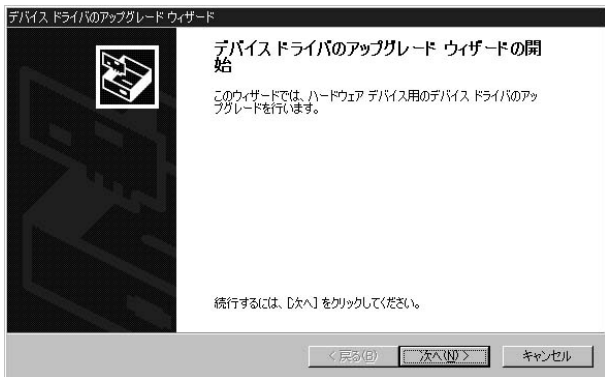 デバイス ドライバのアップグレード ウィザード
デバイス ドライバのアップグレード ウィザードの開
始
このウィザードでは、ハードウェア デバイス用のデバイス ドライバのアッ
プグレードを行います。
続行するには、[次へ] をクリックしてください。
< 戻る(B)
次へ(N) >
キャンセル